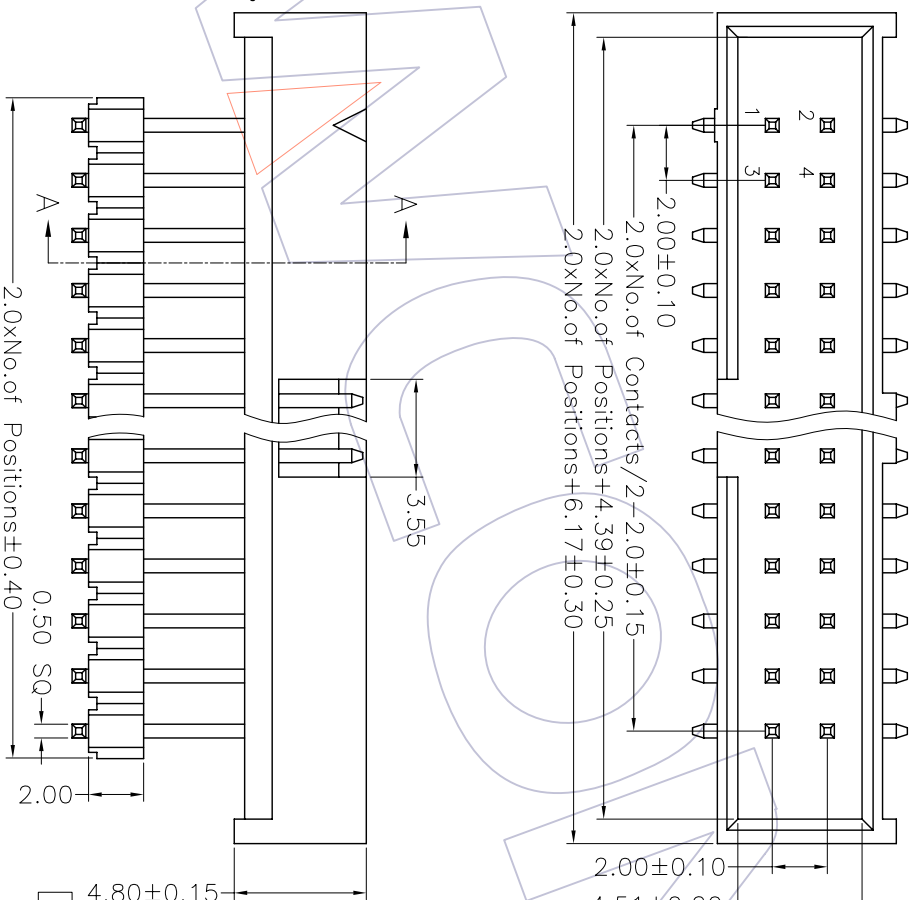 1
2
3
4
2.00±0.10
2.0xNo.of Contacts/2-2.0±0.15
2.0xNo.of Positions+4.39±0.25
2.0xNo.of Positions+6.17±0.30
A
A
3.55
2.0xNo.of Positions±0.40
0.50 SQ
2.00
2.00±0.10
4.80±0.15